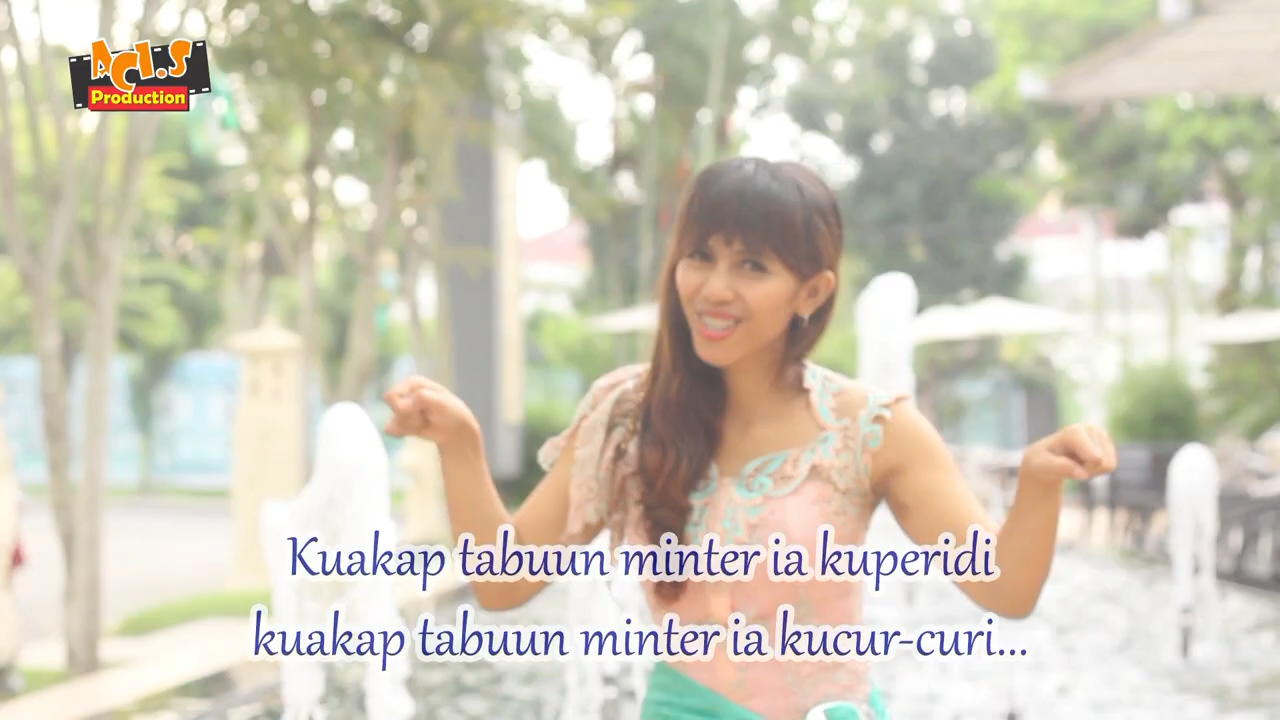 ACI.S
Production
Kuakap tabuun minter ia kuperidi
kuakap tabuun minter ia kucur-curi...